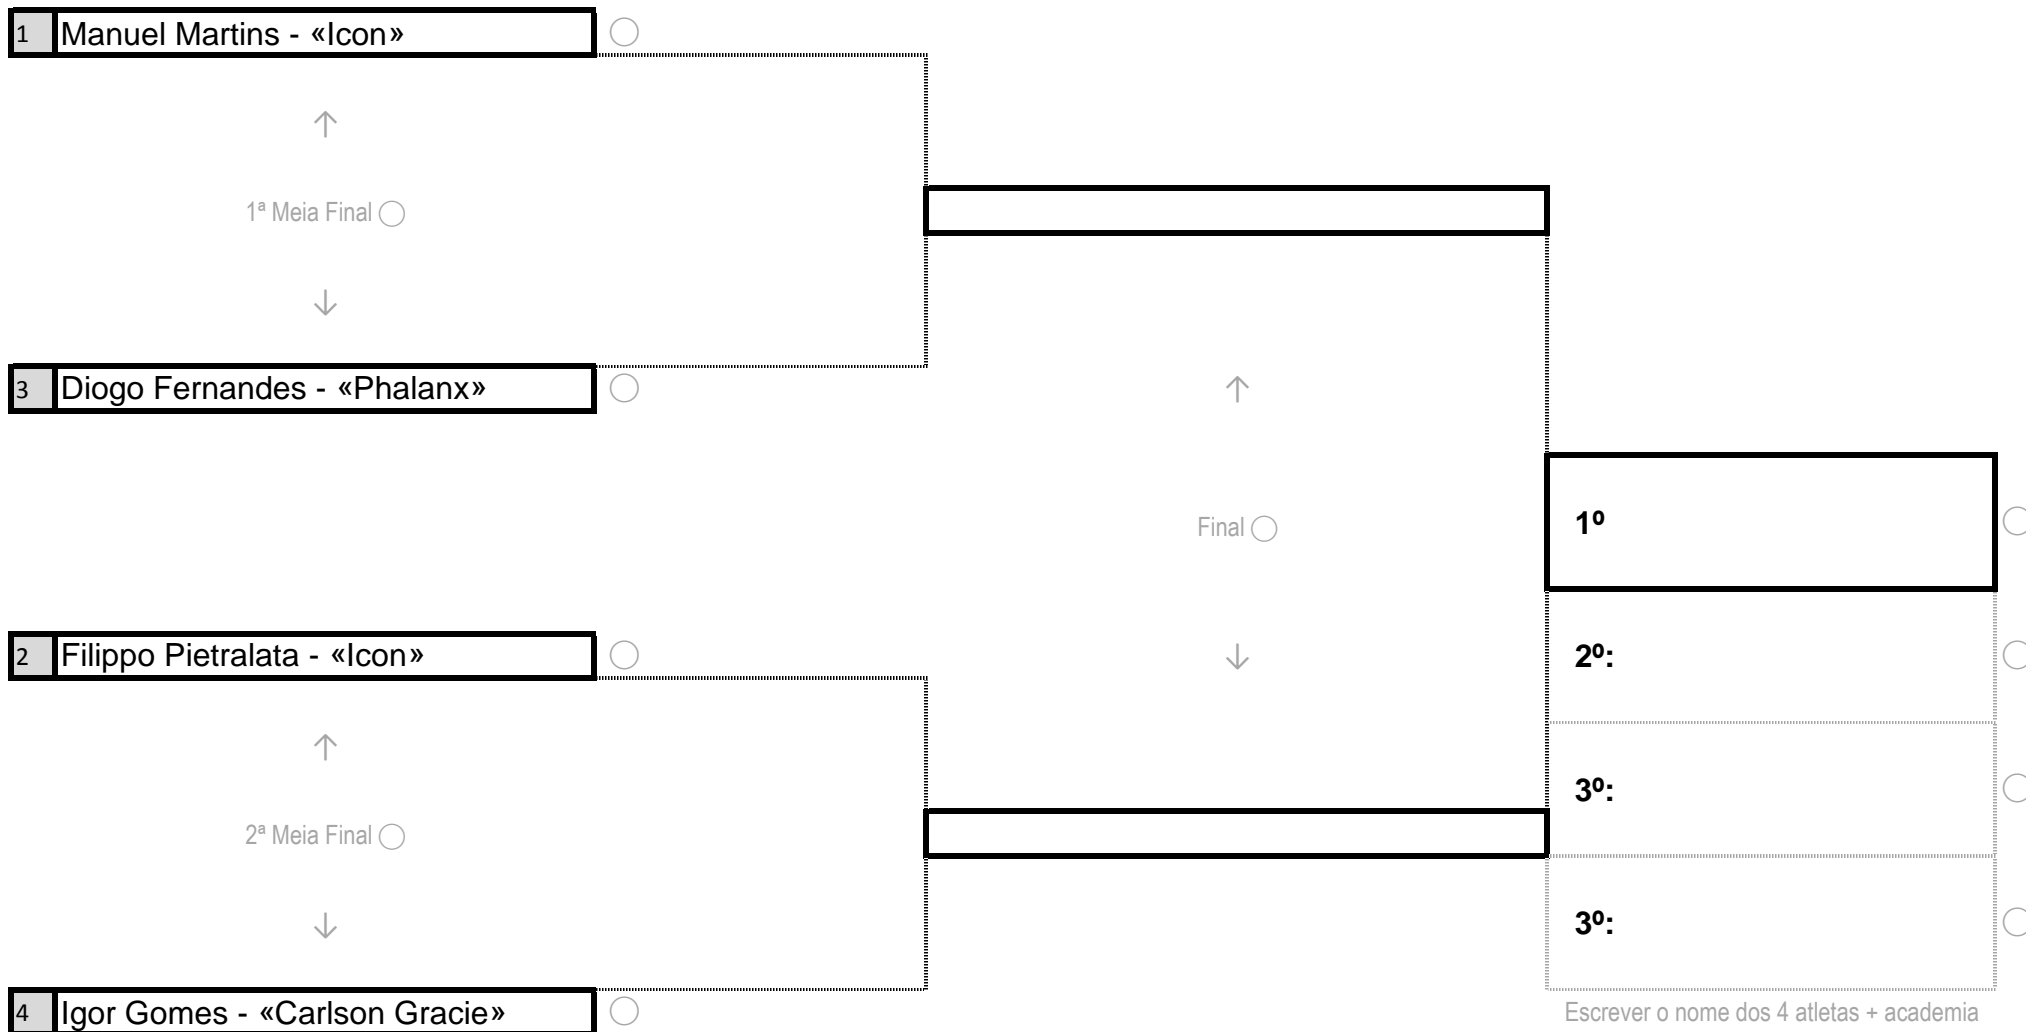 1 Manuel Martins - «Icon»
1ª Meia Final
3 Diogo Fernandes - «Phalanx»
Final
1º
2 Filippo Pietralata - «Icon»
2º:
3º:
2ª Meia Final
3º:
4 Igor Gomes - «Carlson Gracie»
Escrever o nome dos 4 atletas + academia